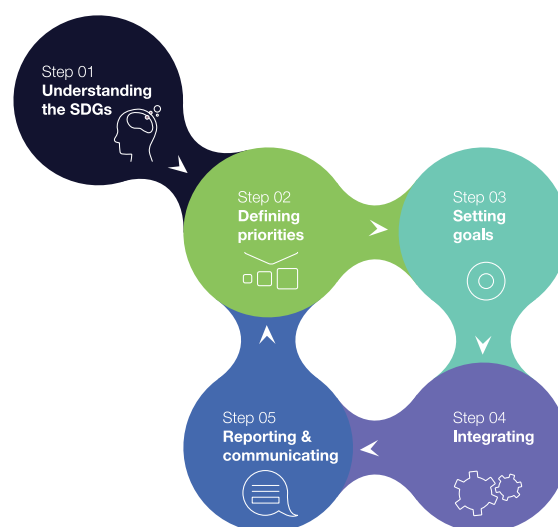 Step 01
Understanding
the SDGs
Step 02
Defining
priorities
Step 03
Setting
goals
Step 04
Integrating
Step 05
Reporting &
communicating